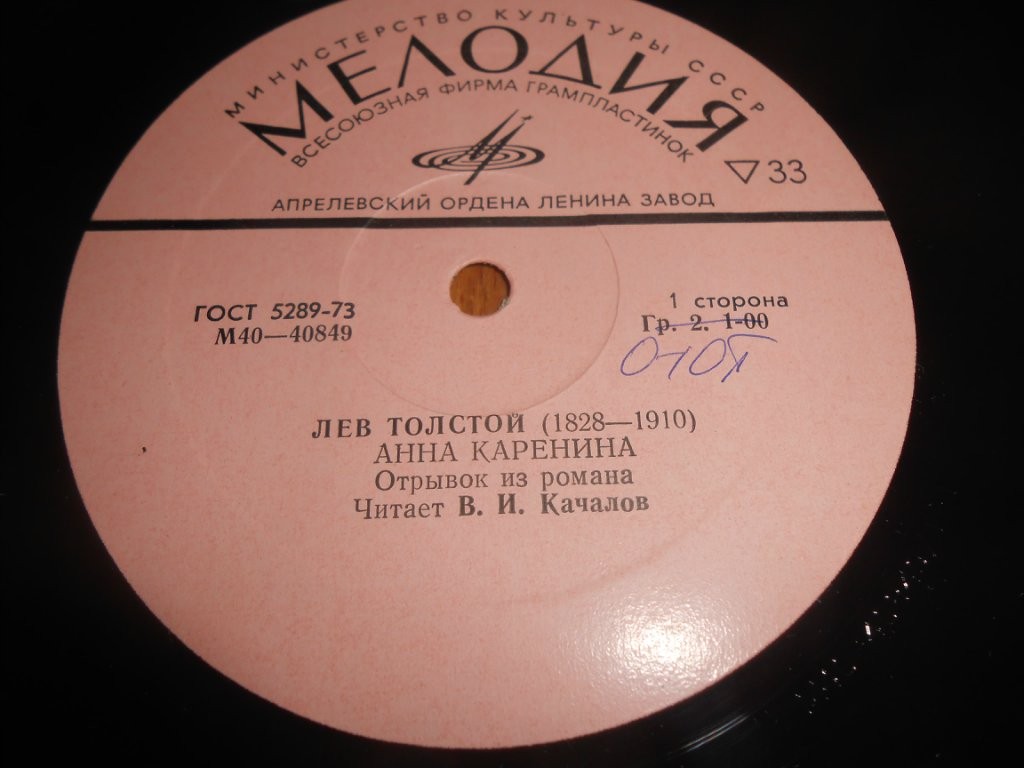 МИНИСТЕРСТВО КУЛЬТУРЫ СССР
МЕЛОДИЯ
ВСЕСОЮЗНАЯ ФИРМА ГРАМПЛАСТИНОК
33
АПРЕЛЕВСКИЙ ОРДЕНА ЛЕНИНА ЗАВОД
ГОСТ 5289-73
М40—40849
1 сторона
Гр. 2. 1-00
ЛЕВ ТОЛСТОЙ (1828—1910)
АННА КАРЕНИНА
Отрывок из романа
Читает В. И. Качалов